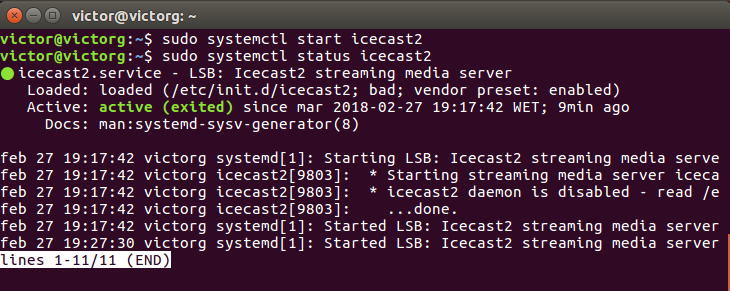 victor@victorg: ~
victor@victorg:~$ sudo systemctl start icecast2
victor@victorg:~$ sudo systemctl status icecast2
● icecast2.service - LSB: Icecast2 streaming media server
   Loaded: loaded (/etc/init.d/icecast2; bad; vendor preset: enabled)
   Active: active (exited) since mar 2018-02-27 19:17:42 WET; 9min ago
     Docs: man:systemd-sysv-generator(8)

feb 27 19:17:42 victorg systemd[1]: Starting LSB: Icecast2 streaming media serve
feb 27 19:17:42 victorg icecast2[9803]:  * Starting streaming media server iceca
feb 27 19:17:42 victorg icecast2[9803]:  * icecast2 daemon is disabled - read /e
feb 27 19:17:42 victorg icecast2[9803]:    ...done.
feb 27 19:17:42 victorg systemd[1]: Started LSB: Icecast2 streaming media server
feb 27 19:27:30 victorg systemd[1]: Started LSB: Icecast2 streaming media server
lines 1-11/11 (END)